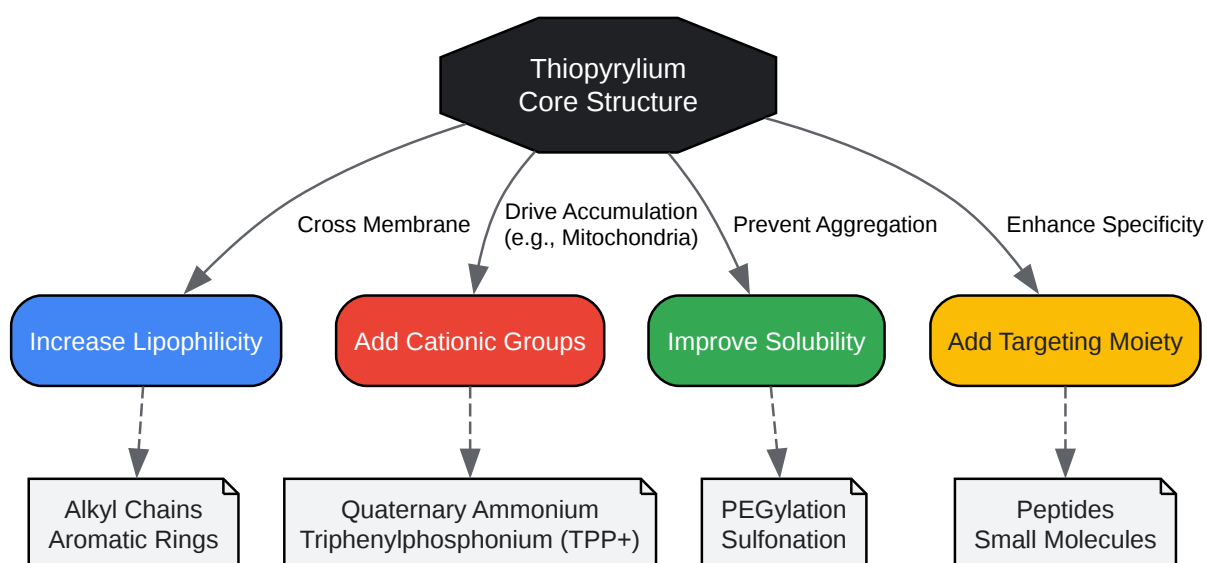 Thiopyrylium
Core Structure
Cross Membrane
Drive Accumulation
(e.g., Mitochondria)
Prevent Aggregation
Enhance Specificity
Increase Lipophilicity
Add Cationic Groups
Improve Solubility
Add Targeting Moiety
Alkyl Chains
Aromatic Rings
Quaternary Ammonium
Triphenylphosphonium (TPP+)
PEGylation
Sulfonation
Peptides
Small Molecules